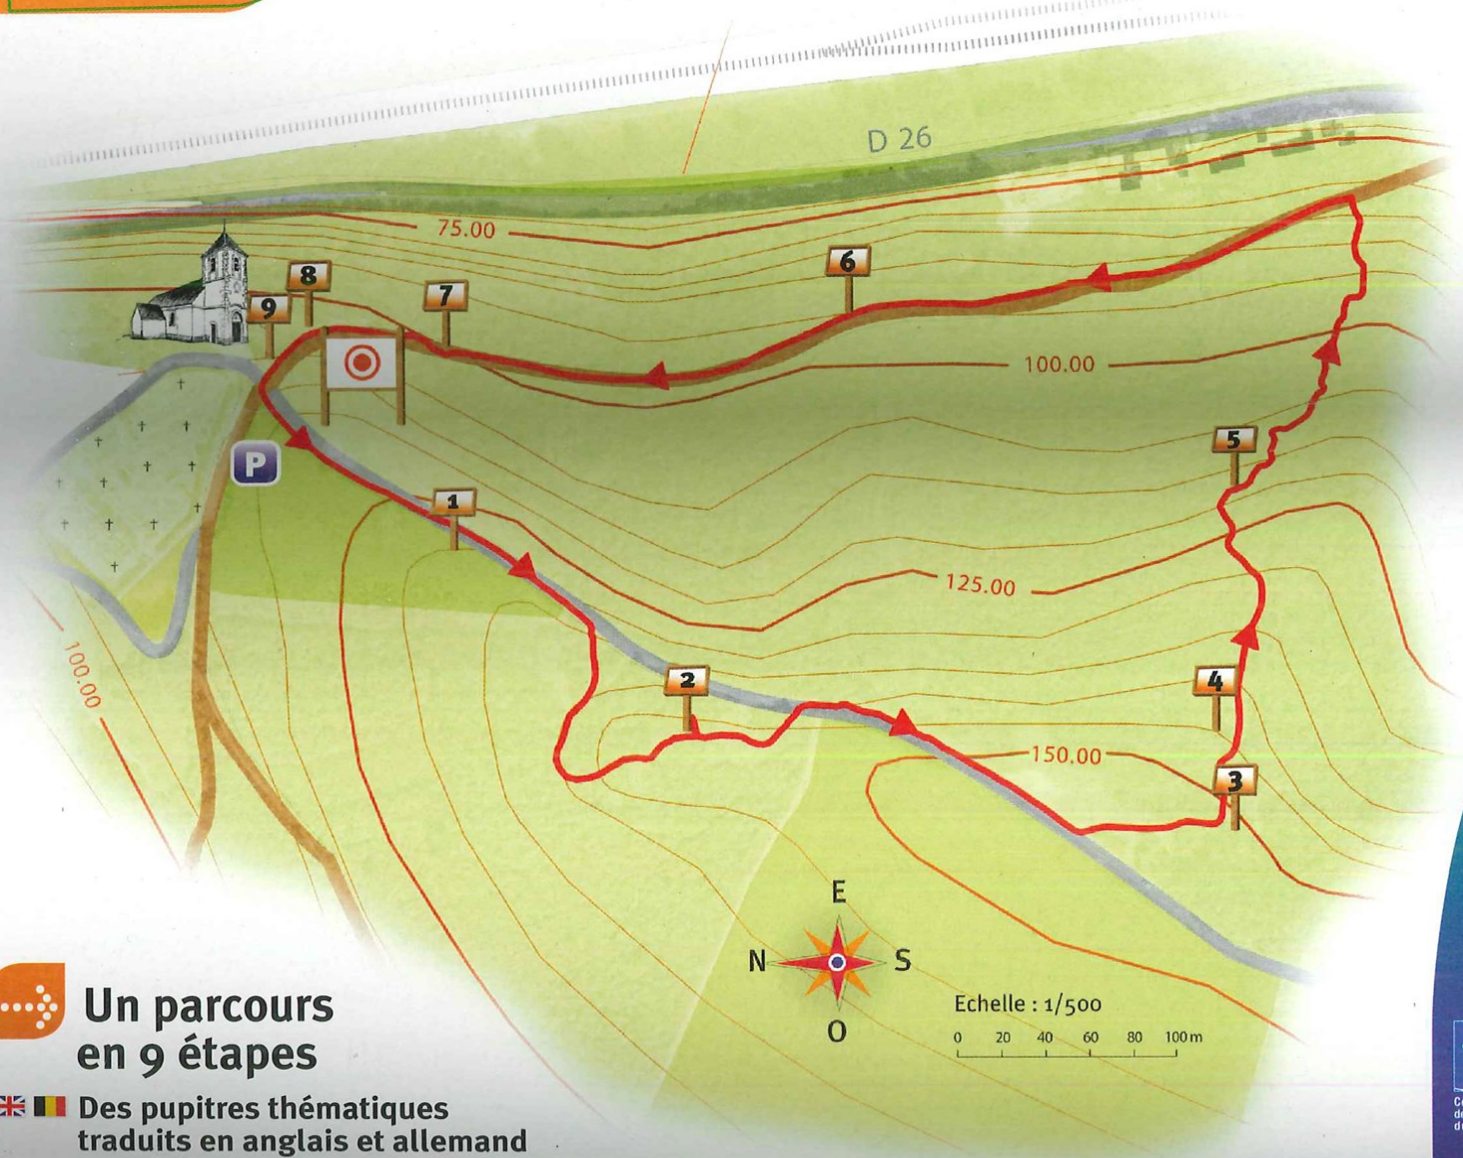 D 26
75.00
8
9
7
6
100.00
5
P
1
125.00
100.00
2
4
150.00
3
E
N
S
O
Echelle : 1/500
0 20 40 60 80 100m
Un parcours
en 9 étapes
Des pupitres thématiques
traduits en anglais et allemand